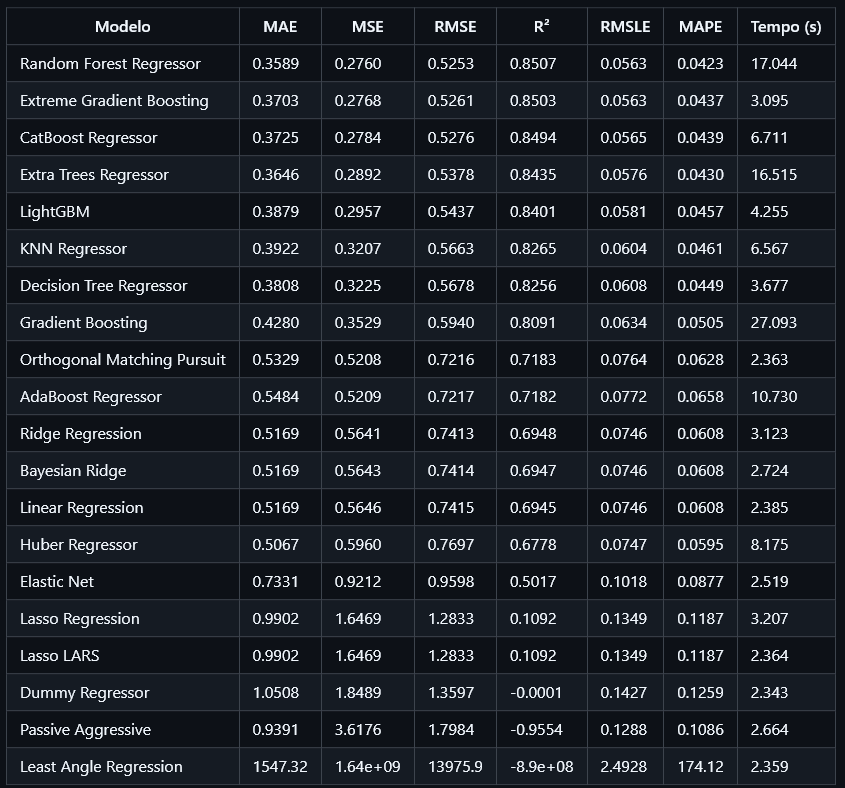 Modelo MAE MSE RMSE R² RMSLE MAPE Tempo (s)
Random Forest Regressor 0.3589 0.2760 0.5253 0.8507 0.0563 0.0423 17.044
Extreme Gradient Boosting 0.3703 0.2768 0.5261 0.8503 0.0563 0.0437 3.095
CatBoost Regressor 0.3725 0.2784 0.5276 0.8494 0.0565 0.0439 6.711
Extra Trees Regressor 0.3646 0.2892 0.5378 0.8435 0.0576 0.0430 16.515
LightGBM 0.3879 0.2957 0.5437 0.8401 0.0581 0.0457 4.255
KNN Regressor 0.3922 0.3207 0.5663 0.8265 0.0604 0.0461 6.567
Decision Tree Regressor 0.3808 0.3225 0.5678 0.8256 0.0608 0.0449 3.677
Gradient Boosting 0.4280 0.3529 0.5940 0.8091 0.0634 0.0505 27.093
Orthogonal Matching Pursuit 0.5329 0.5208 0.7216 0.7183 0.0764 0.0628 2.363
AdaBoost Regressor 0.5484 0.5209 0.7217 0.7182 0.0772 0.0658 10.730
Ridge Regression 0.5169 0.5641 0.7413 0.6948 0.0746 0.0608 3.123
Bayesian Ridge 0.5169 0.5643 0.7414 0.6947 0.0746 0.0608 2.724
Linear Regression 0.5169 0.5646 0.7415 0.6945 0.0746 0.0608 2.385
Huber Regressor 0.5067 0.5960 0.7697 0.6778 0.0747 0.0595 8.175
Elastic Net 0.7331 0.9212 0.9598 0.5017 0.1018 0.0877 2.519
Lasso Regression 0.9902 1.6469 1.2833 0.1092 0.1349 0.1187 3.207
Lasso LARS 0.9902 1.6469 1.2833 0.1092 0.1349 0.1187 2.364
Dummy Regressor 1.0508 1.8489 1.3597 -0.0001 0.1427 0.1259 2.343
Passive Aggressive 0.9391 3.6176 1.7984 -0.9554 0.1288 0.1086 2.664
Least Angle Regression 1547.32 1.64e+09 13975.9 -8.9e+08 2.4928 174.12 2.359